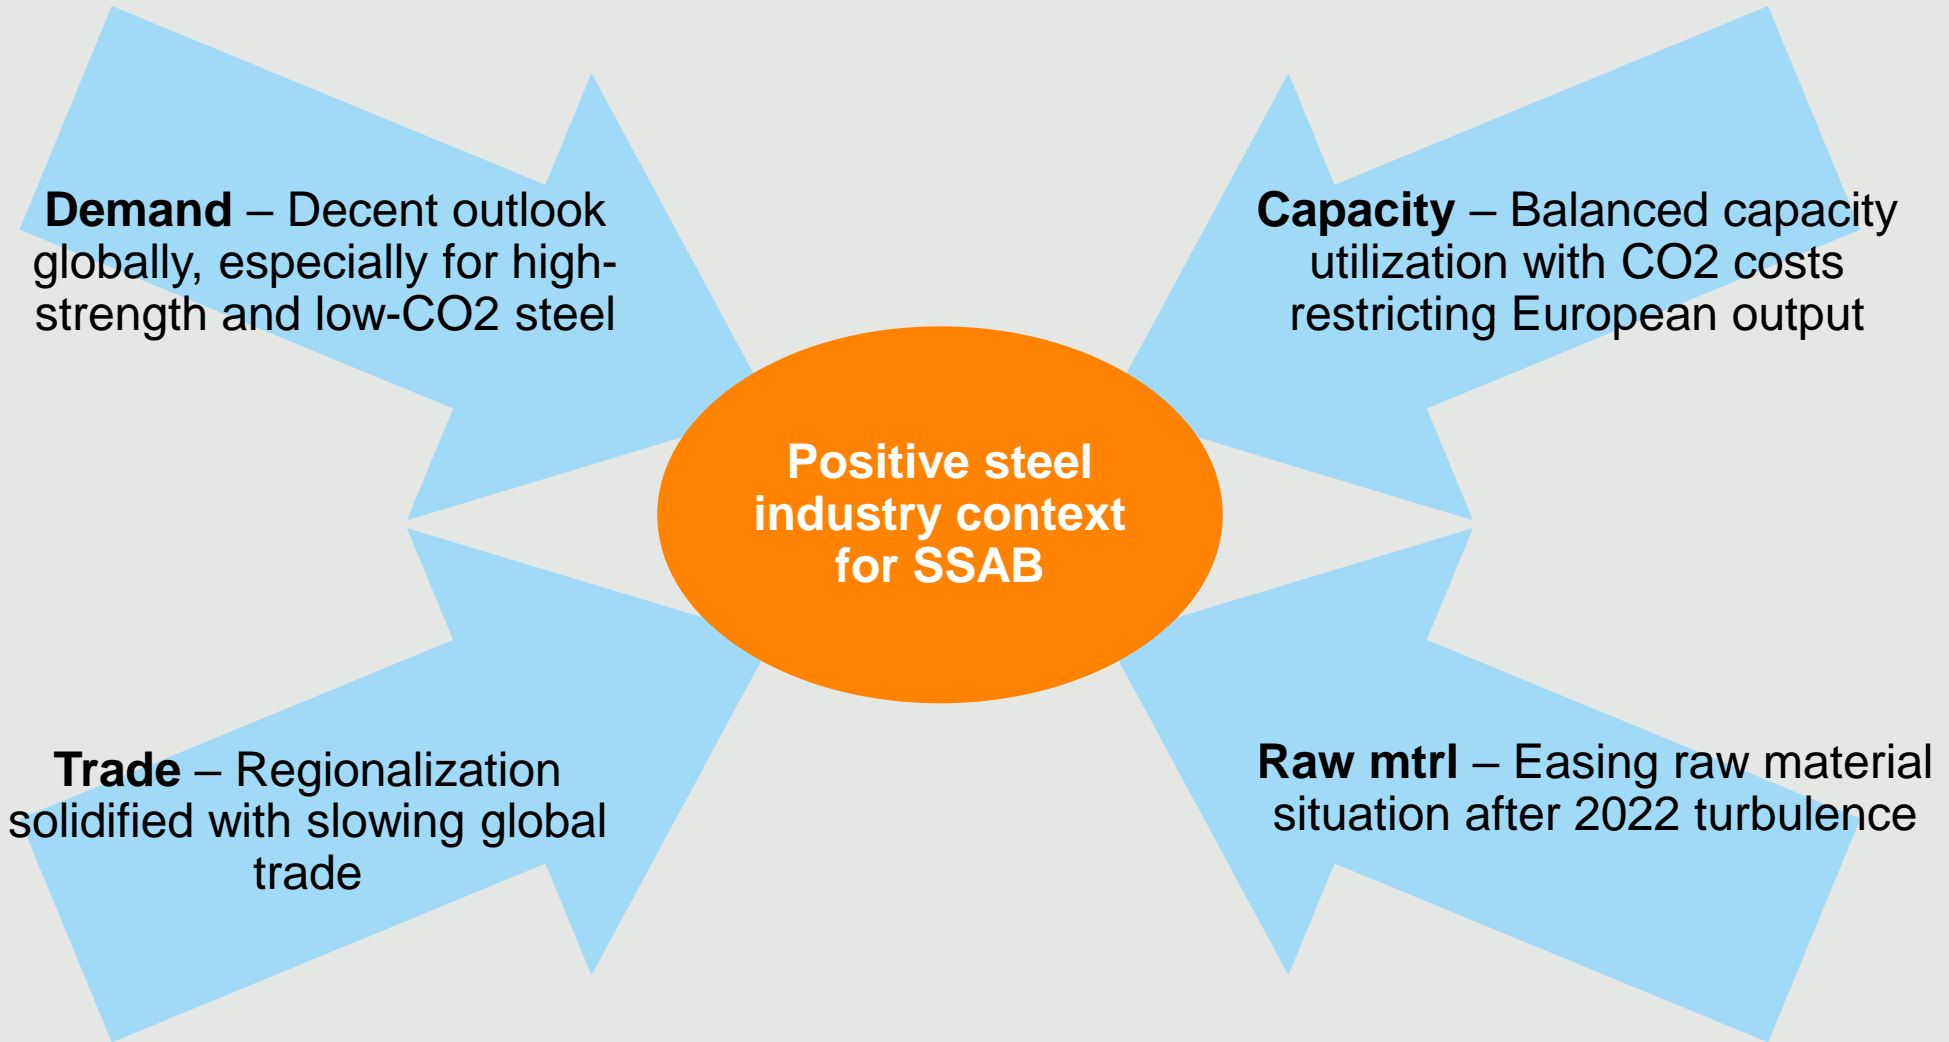 Demand – Decent outlook
globally, especially for high-
strength and low-CO2 steel
Capacity – Balanced capacity
utilization with CO2 costs
restricting European output
Positive steel
industry context
for SSAB
Trade – Regionalization
solidified with slowing global
trade
Raw mtrl – Easing raw material
situation after 2022 turbulence